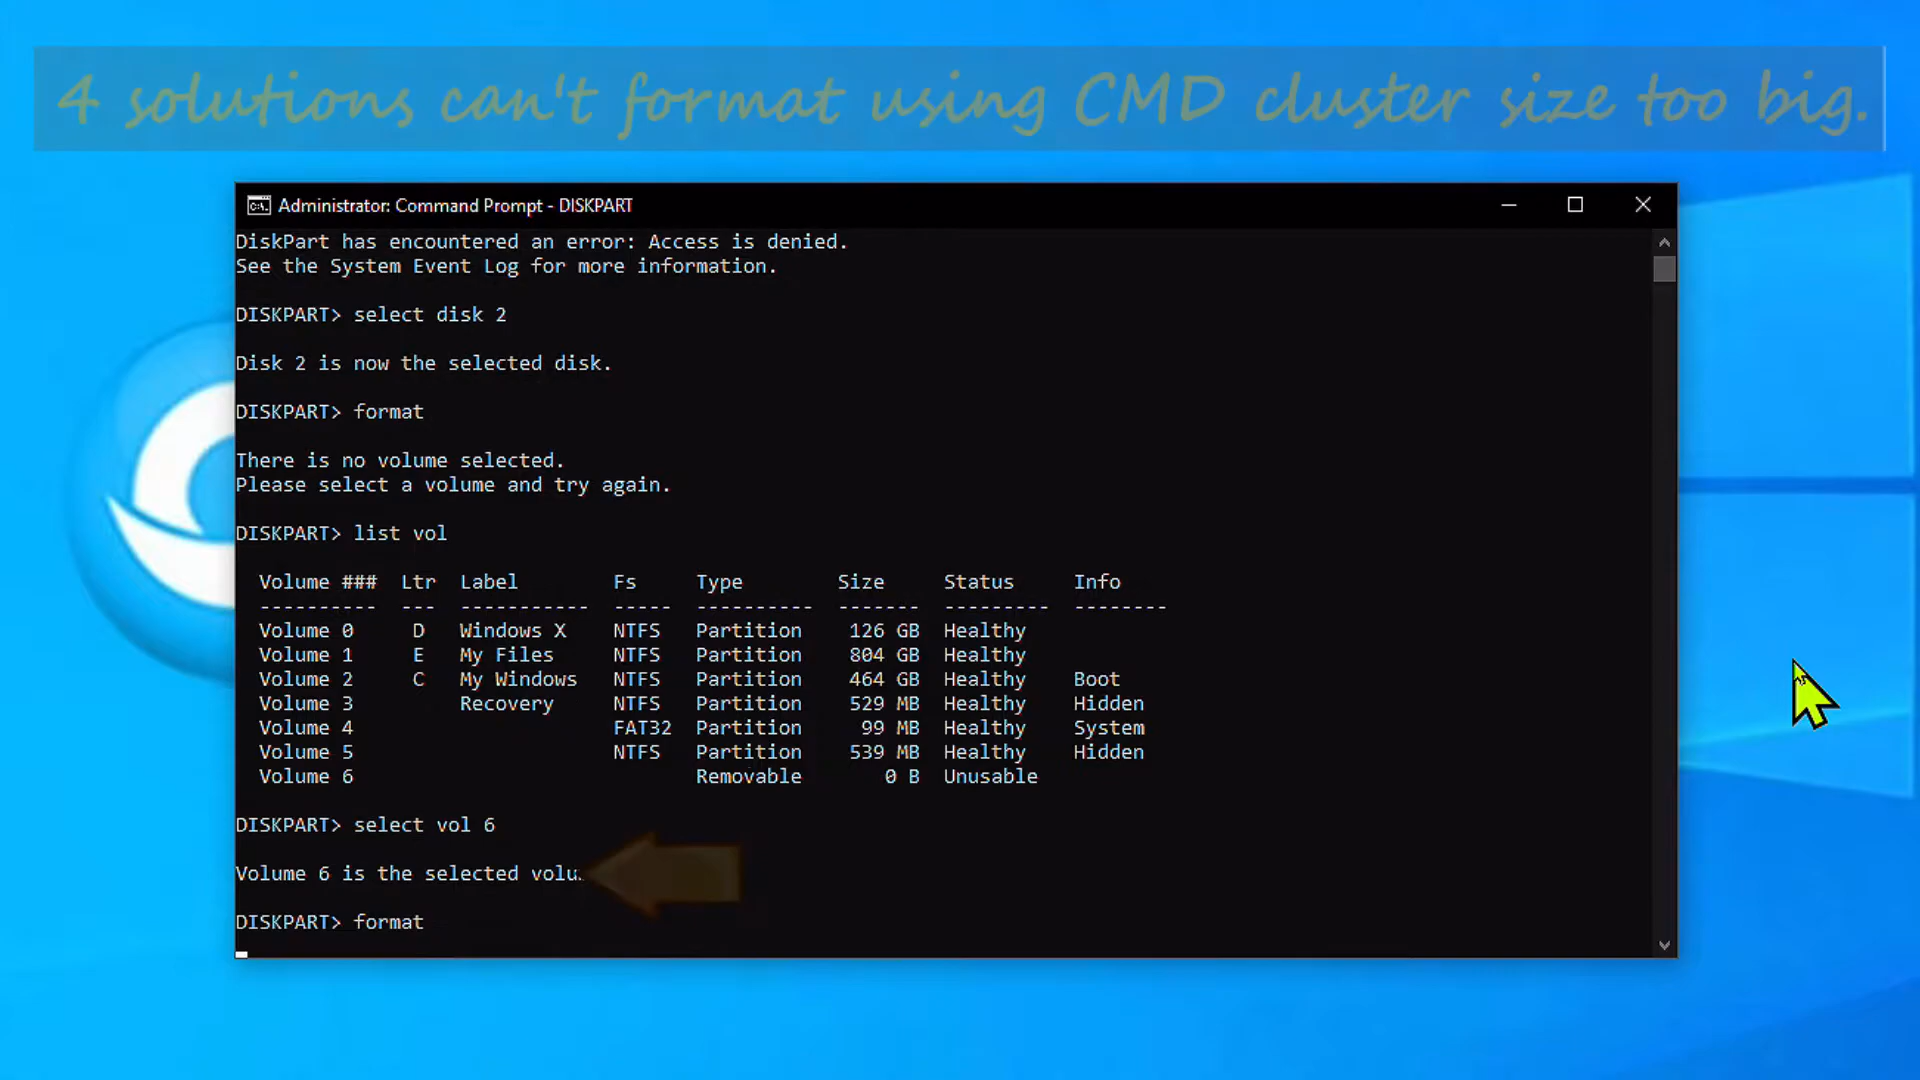 4 solutions can't format using CMD cluster size too big.
Administrator: Command Prompt - DISKPART
DiskPart has encountered an error: Access is denied.
See the System Event Log for more information.
DISKPART> select disk 2
Disk 2 is now the selected disk.
DISKPART> format
There is no volume selected.
Please select a volume and try again.
DISKPART> list vol
Volume ### Ltr Label Fs Type Size Status Info
---------- --- ----------- ----- ---------- ------- --------- --------
Volume 0 D Windows X NTFS Partition 126 GB Healthy
Volume 1 E My Files NTFS Partition 804 GB Healthy
Volume 2 C My Windows NTFS Partition 464 GB Healthy Boot
Volume 3 Recovery NTFS Partition 529 MB Healthy Hidden
Volume 4 FAT32 Partition 99 MB Healthy System
Volume 5 NTFS Partition 539 MB Healthy Hidden
Volume 6 Removable 0 B Unusable
DISKPART> select vol 6
Volume 6 is the selected
DISKPART> format